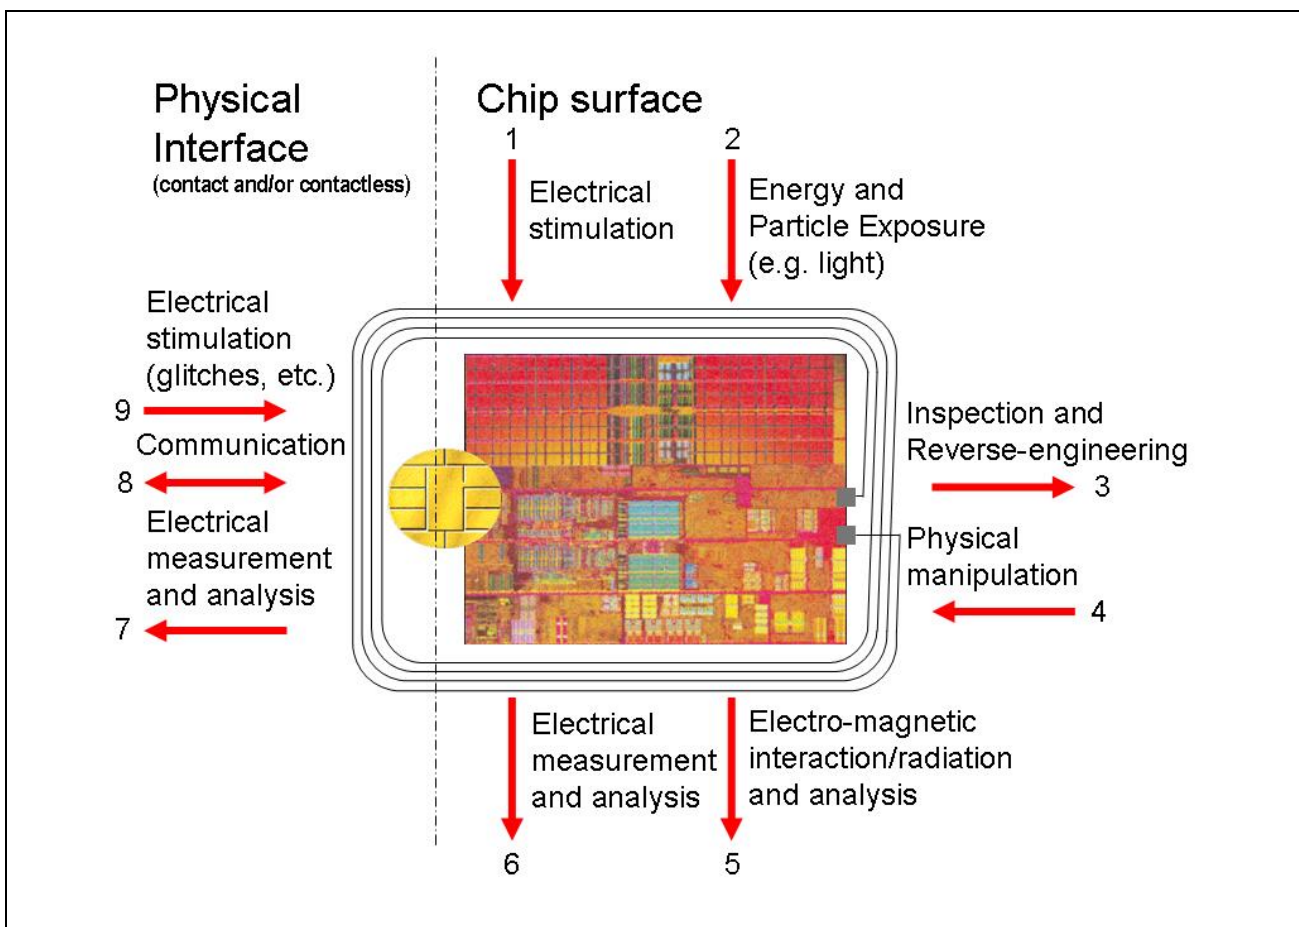 Physical
Interface
(contact and/or contactless)
Chip surface
1
2
Electrical
stimulation
Energy and
Particle Exposure
(e.g. light)
Electrical
stimulation
(glitches, etc.)
9
Communication
8
Electrical
measurement
and analysis
7
Inspection and
Reverse-engineering
3
Physical
manipulation
4
Electrical
measurement
and analysis
6
Electro-magnetic
interaction/radiation
and analysis
5